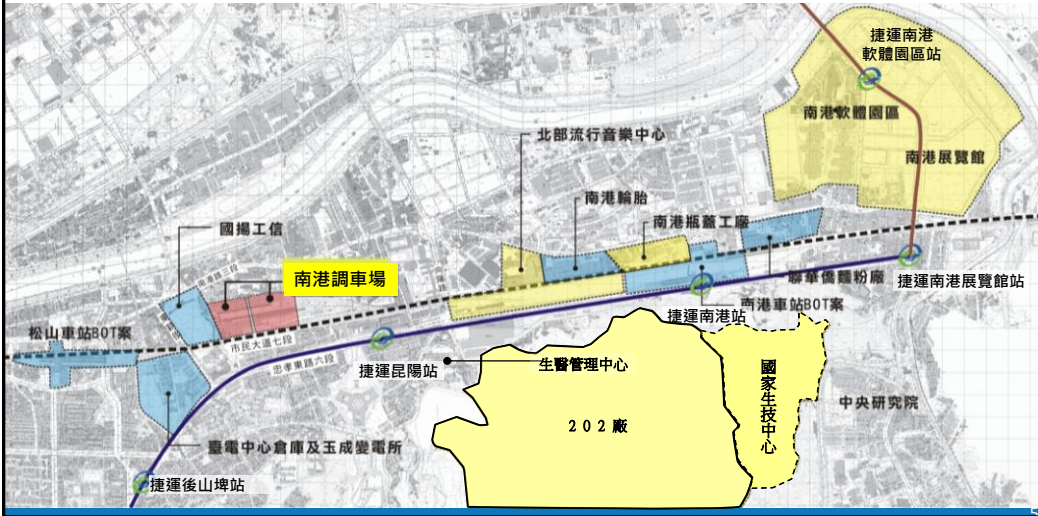 捷運南港
軟體園區站
南港軟體園區
北部流行音樂中心
南港展覽館
南港輪胎
南港瓶蓋工廠
國揚工信
南港調車場
聯華僑麵粉廠
捷運南港展覽館站
南港車站BOT案
捷運南港站
松山車站BOT案
市民大道七段
忠孝東路六段
捷運昆陽站
生醫管理中心
國家生技中心
中央研究院
202廠
臺電中心倉庫及玉成變電所
捷運後山埤站